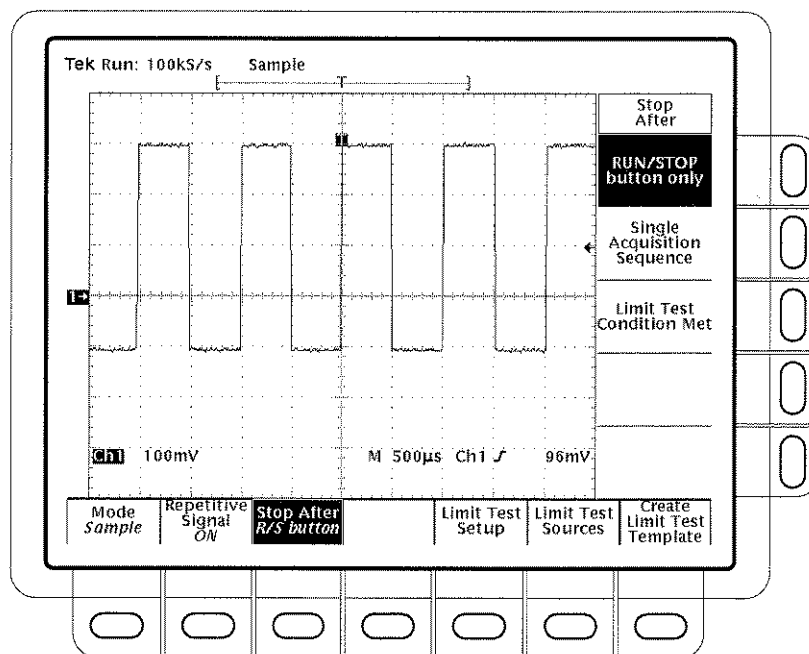 Tek Run: 100kS/s Sample
T
T
Stop
After
RUN/STOP
button only
Single
Acquisition
Sequence
Limit Test
Condition Met
1
Ch1 100mV M 500µs Ch1 96mV
Mode
Sample
Repetitive
Signal
ON
Stop After
R/S button
Limit Test
Setup
Limit Test
Sources
Create
Limit Test
Template